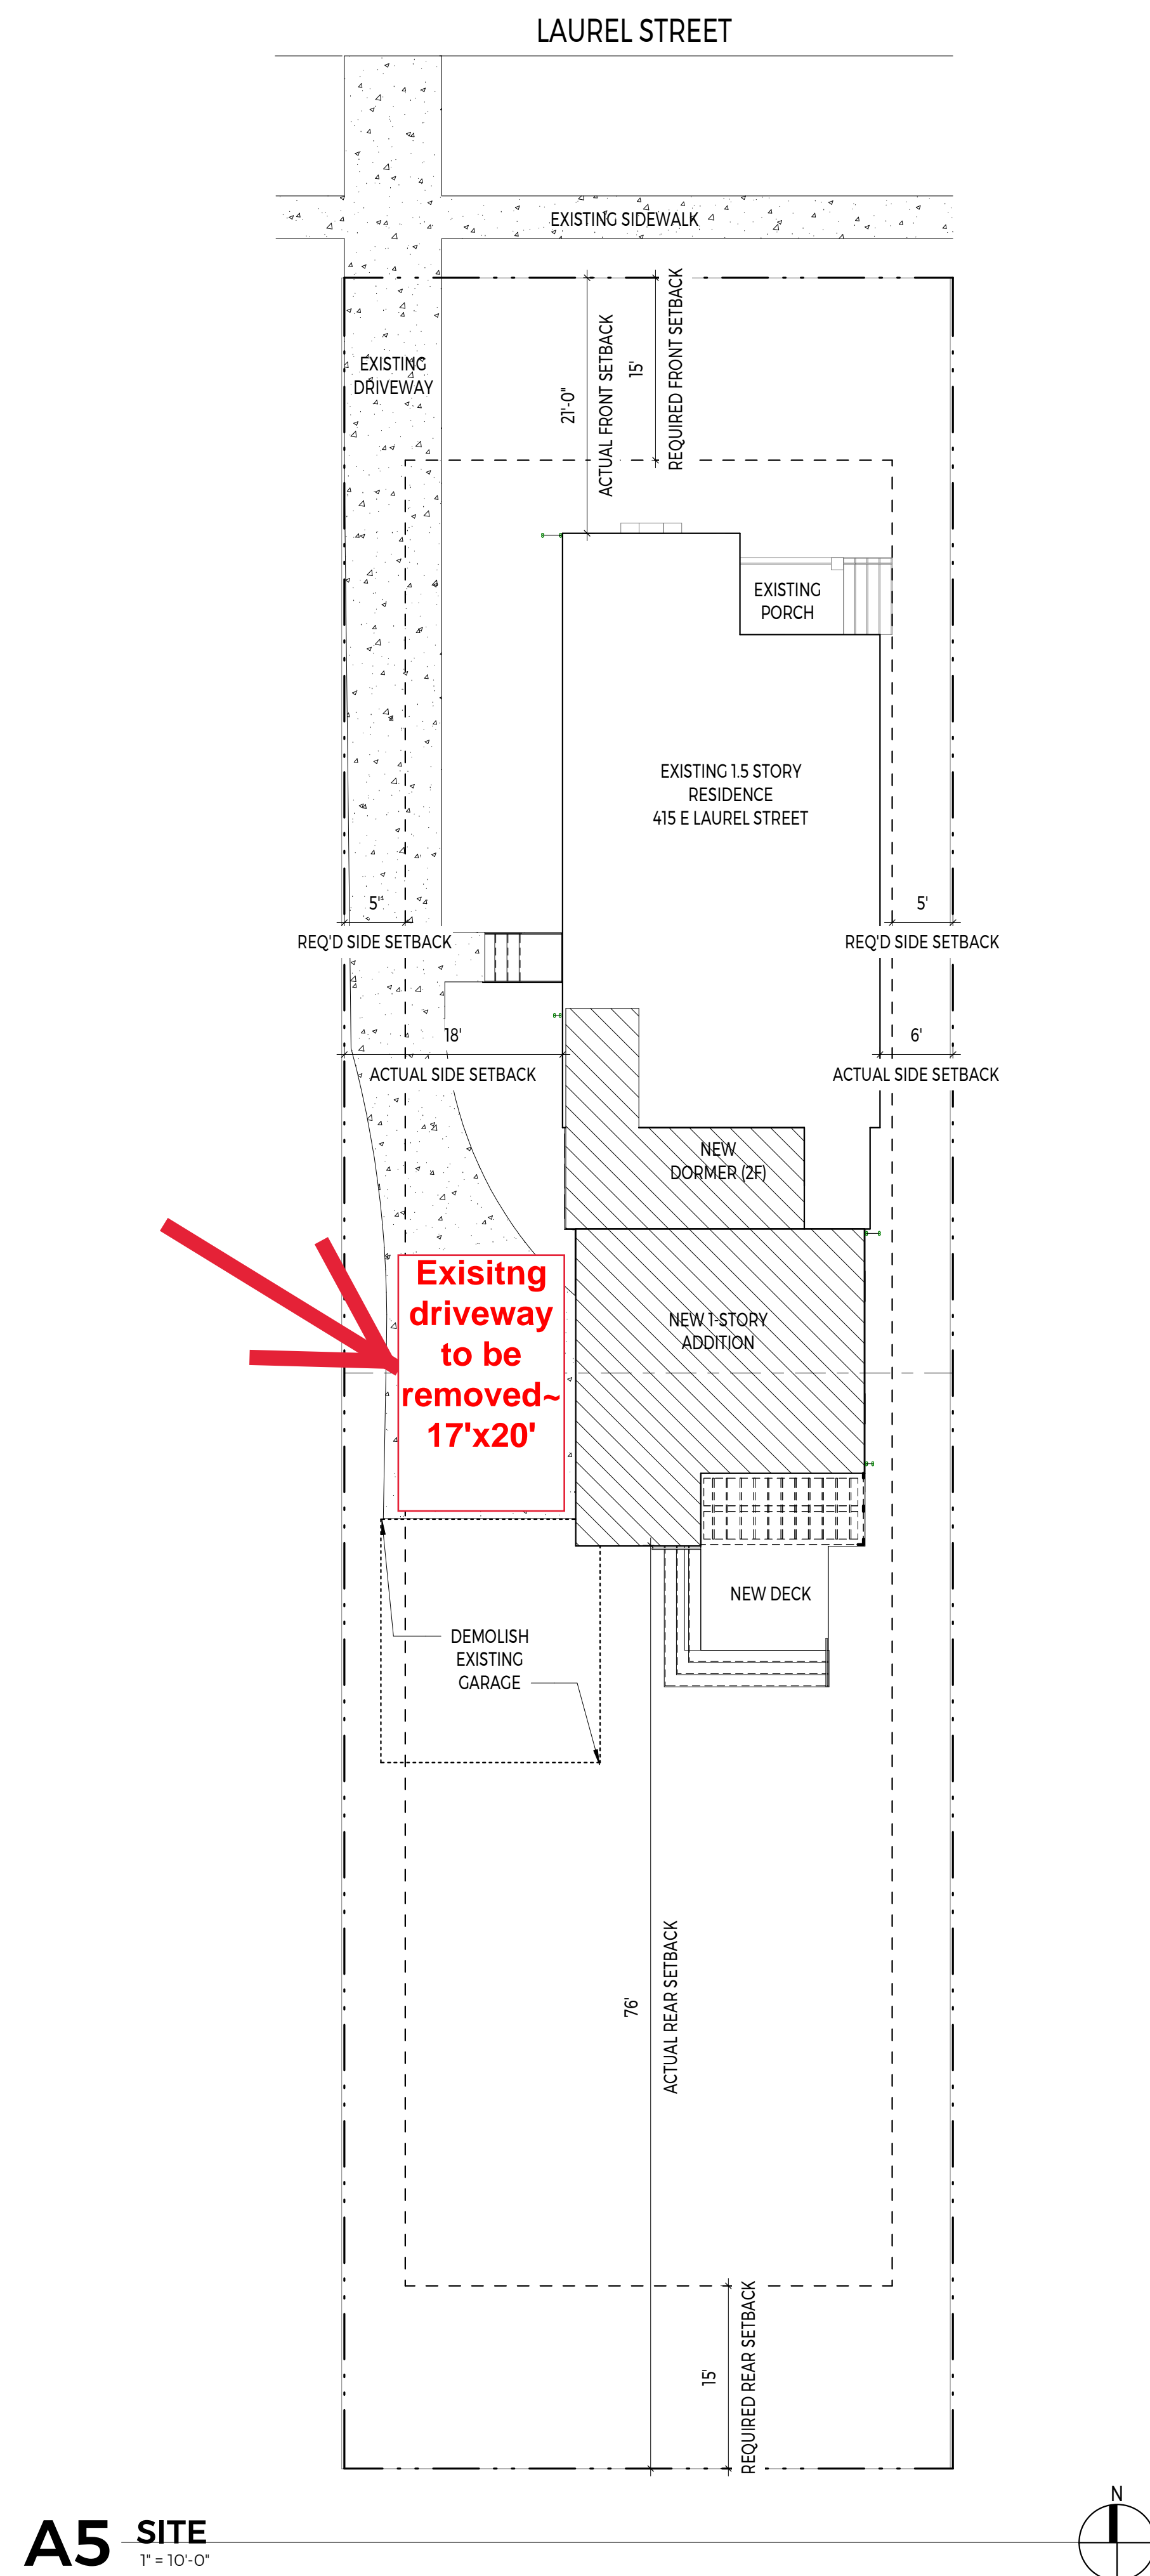 LAUREL STREET
EXISTING SIDEWALK
EXISTING
DRIVEWAY
21'-0"
ACTUAL FRONT SETBACK
15'
REQUIRED FRONT SETBACK
EXISTING
PORCH
EXISTING 1.5 STORY
RESIDENCE
415 E LAUREL STREET
5'
REQ'D SIDE SETBACK
5'
REQ'D SIDE SETBACK
18'
ACTUAL SIDE SETBACK
6'
ACTUAL SIDE SETBACK
NEW
DORMER (2F)
Exisitng
driveway
to be
removed~
17'x20'
NEW 1-STORY
ADDITION
NEW DECK
DEMOLISH
EXISTING
GARAGE
76'
ACTUAL REAR SETBACK
15'
REQUIRED REAR SETBACK
N
A5 SITE
1" = 10'-0"